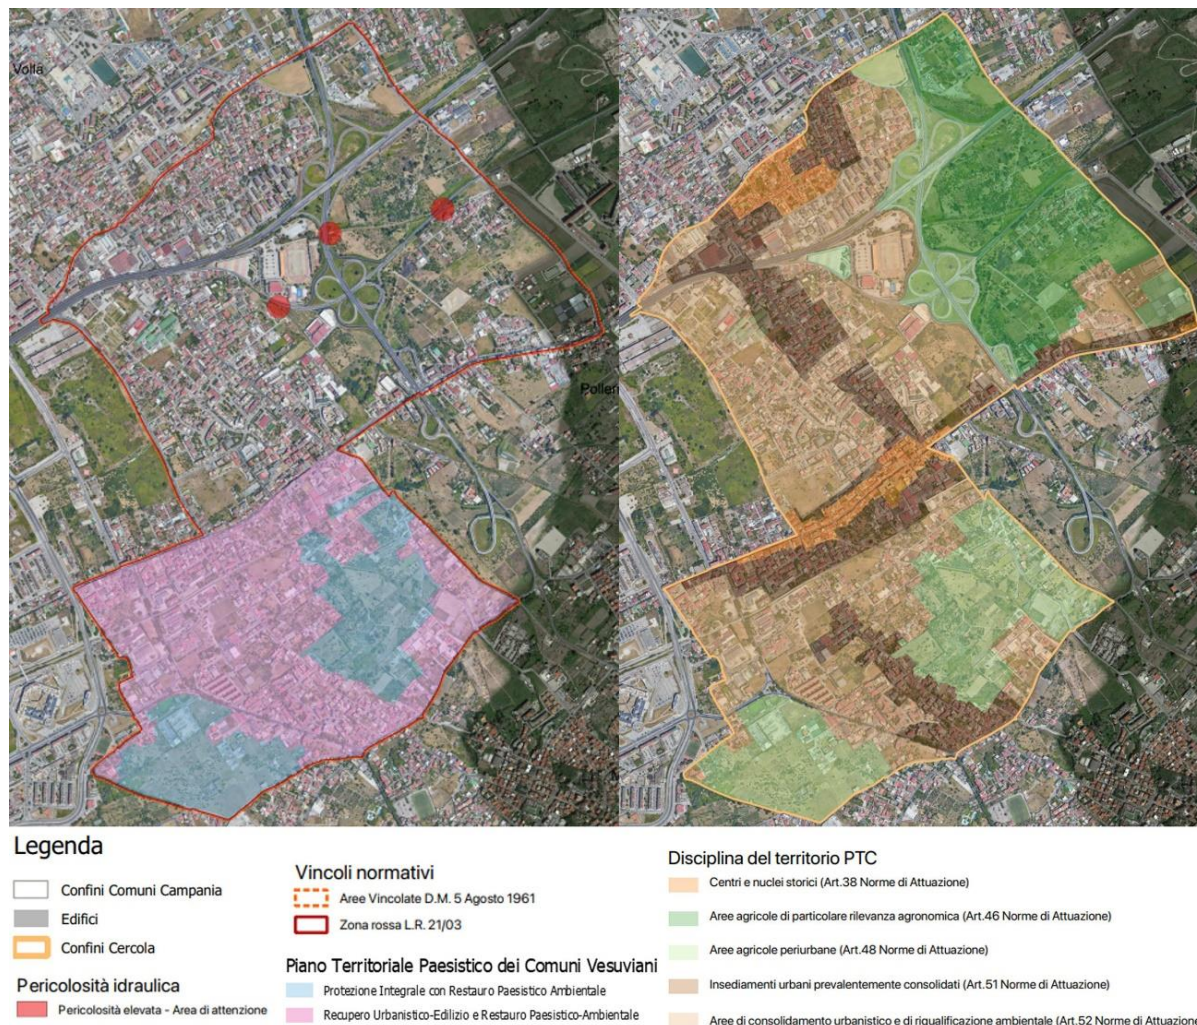 Volla
Pollen
Legenda
Confini Comuni Campania
Edifici
Confini Cercola
Pericolosità idraulica
Pericolosità elevata - Area di attenzione
Vincoli normativi
Aree Vincolate D.M. 5 Agosto 1961
Zona rossa L.R. 21/03
Piano Territoriale Paesistico dei Comuni Vesuviani
Protezione Integrale con Restauro Paesistico Ambientale
Recupero Urbanistico-Edilizio e Restauro Paesistico-Ambientale
Disciplina del territorio PTC
Centri e nuclei storici (Art.38 Norme di Attuazione)
Aree agricole di particolare rilevanza agronomica (Art.46 Norme di Attuazione)
Aree agricole periurbane (Art.48 Norme di Attuazione)
Insediamenti urbani prevalentemente consolidati (Art.51 Norme di Attuazione)
Aree di consolidamento urbanistico e di riqualificazione ambientale (Art.52 Norme di Attuazione